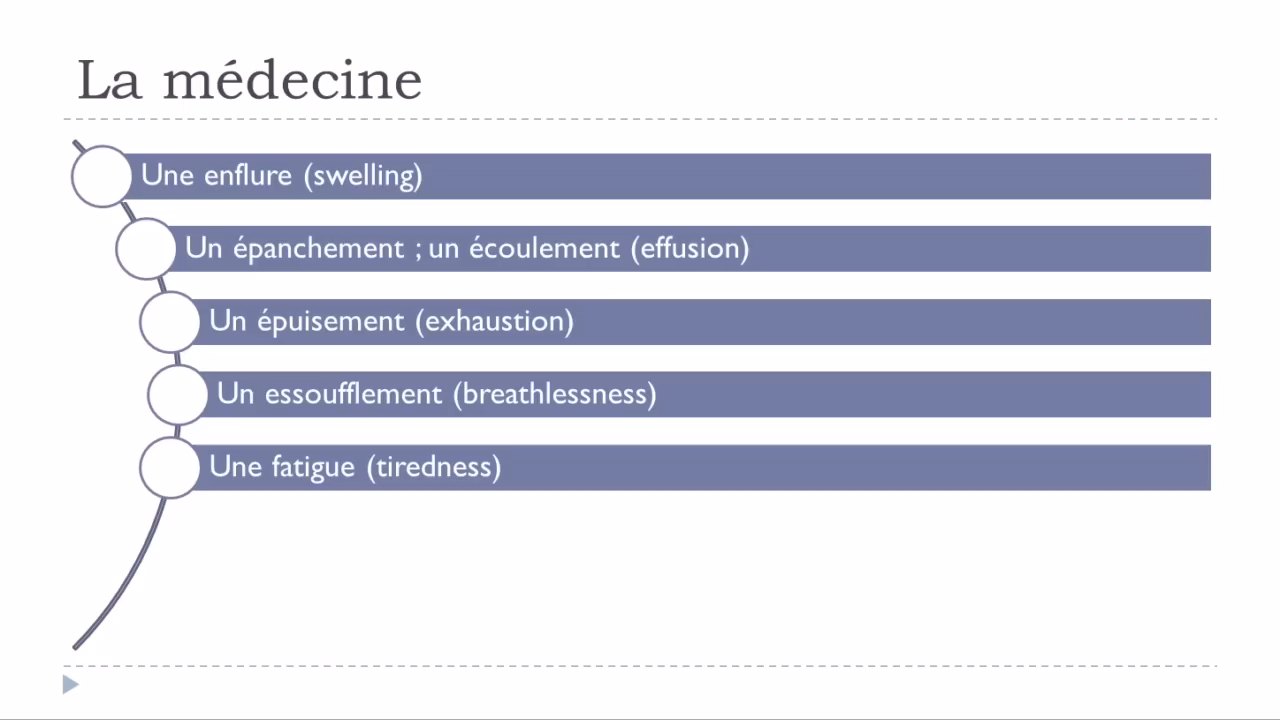 La médecine
Une enflure (swelling)
Un épanchement ; un écoulement (effusion)
Un épuisement (exhaustion)
Un essoufflement (breathlessness)
Une fatigue (tiredness)